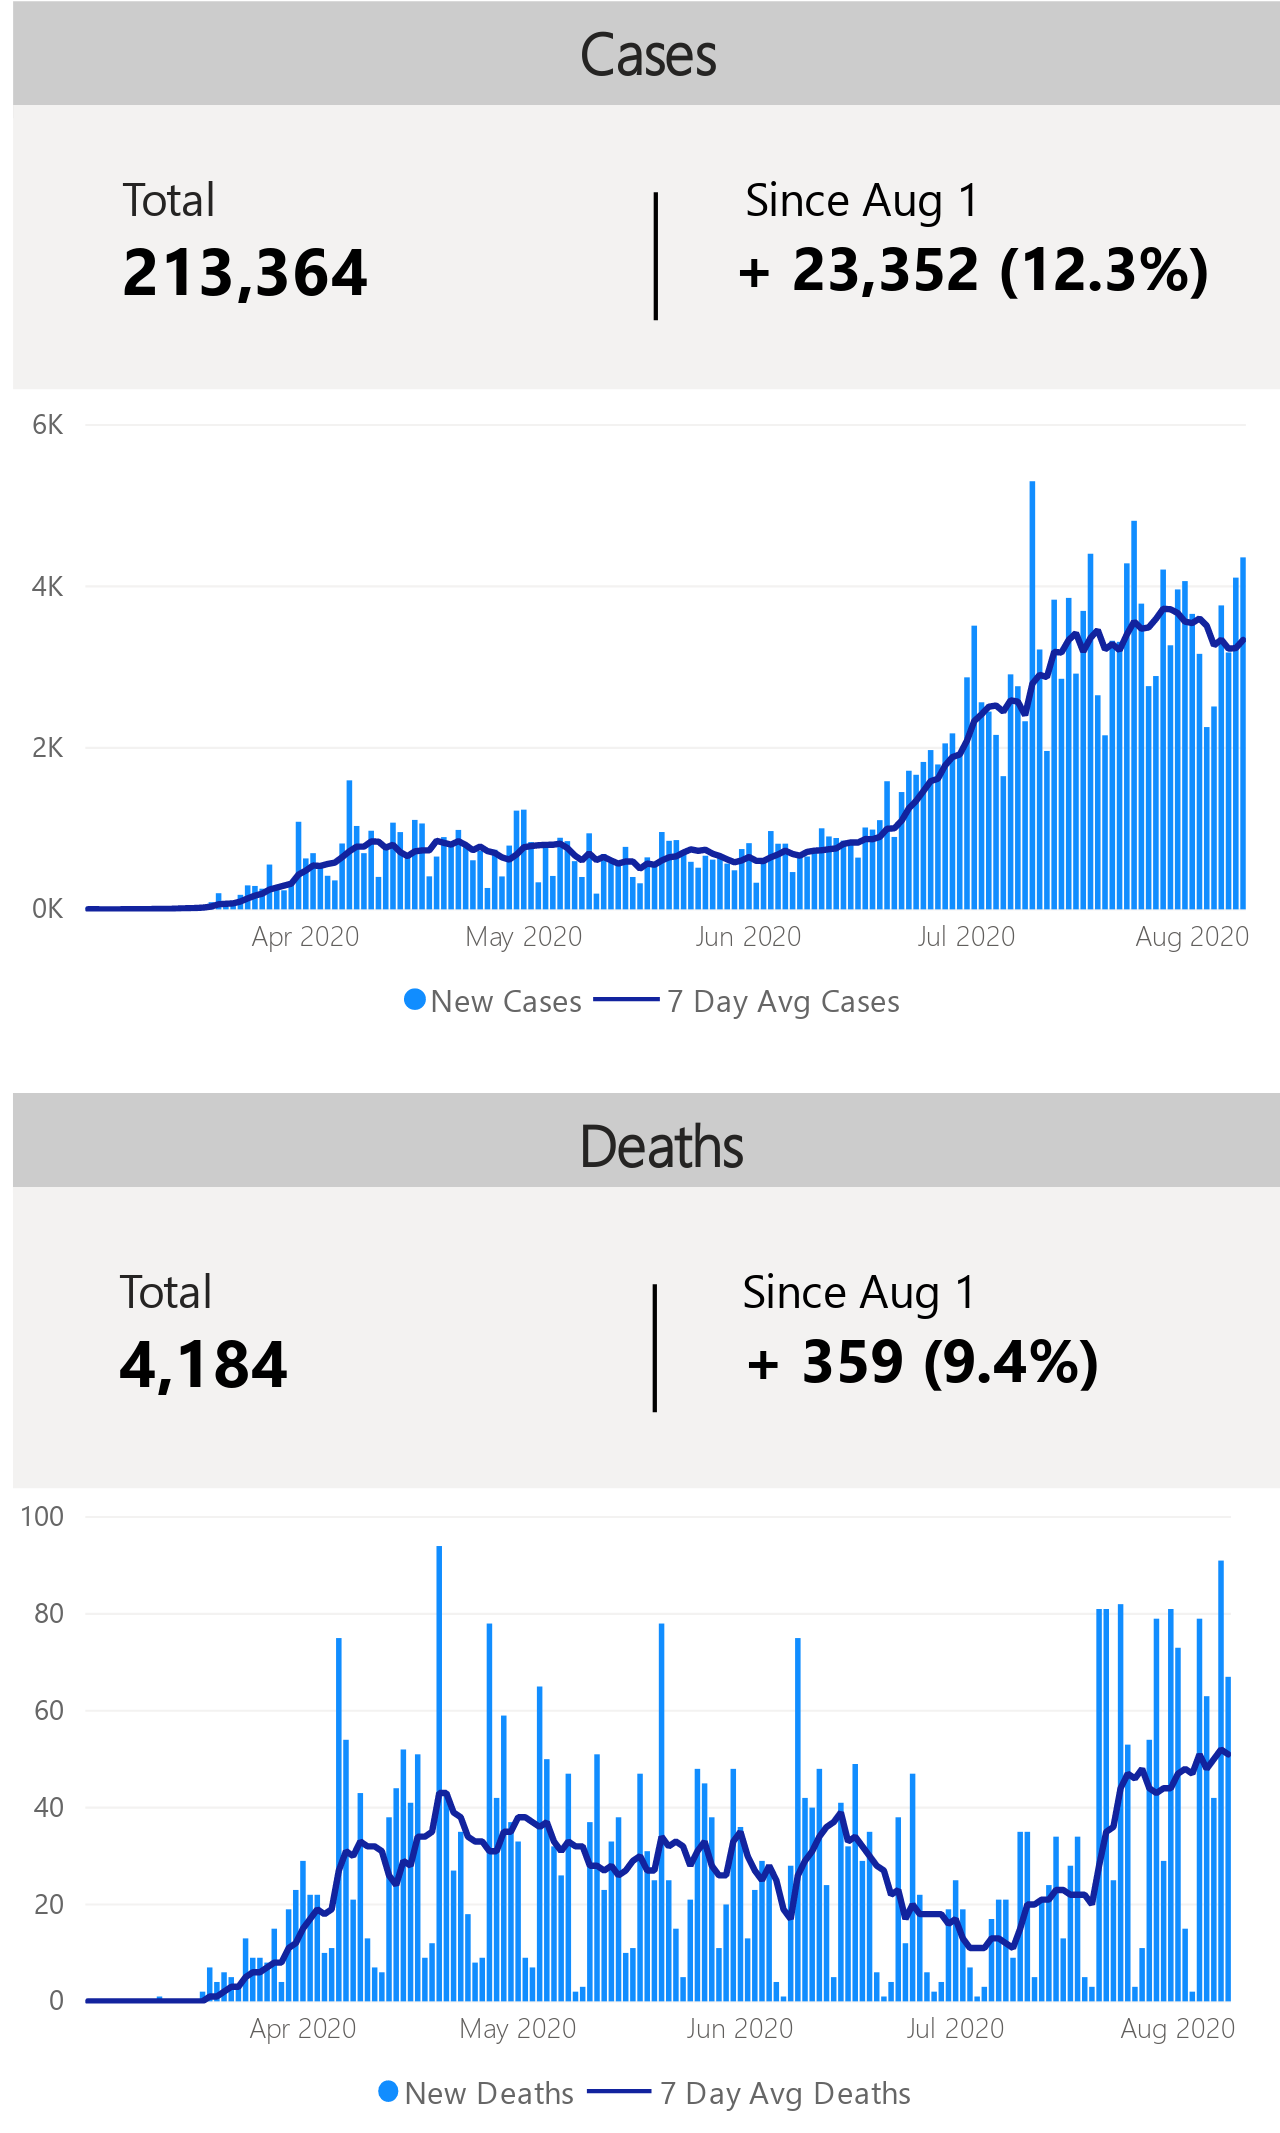 Cases
Total
Since Aug 1
213,364
+ 23,352 (12.3%)
6K
4K
2K
0K
Apr 2020
May 2020
Jun 2020
Jul 2020
Aug 2020
New Cases
7 Day Avg Cases
Deaths
Total
Since Aug 1
4,184
+ 359 (9.4%)
100
80
60
40
20
0
Apr 2020
May 2020
Jun 2020
Jul 2020
Aug 2020
New Deaths
7 Day Avg Deaths